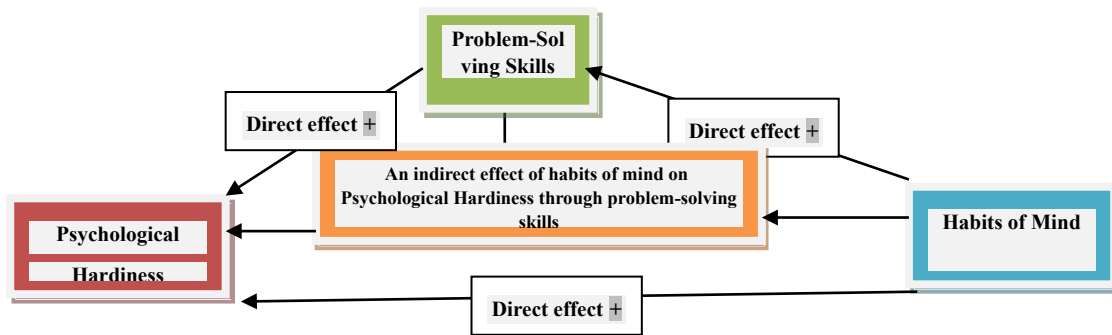 Problem-Sol
ving Skills
Direct effect +
Direct effect +
An indirect effect of habits of mind on
Psychological Hardiness through problem-solving
skills
Psychological
Hardiness
Habits of Mind
Direct effect +